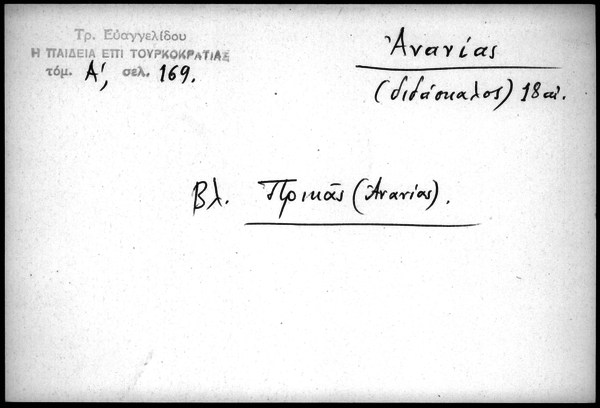 Τρ. Εὐαγγελίδου
Η ΠΑΙΔΕΙΑ ΕΠΙ ΤΟΥΡΚΟΚΡΑΤΙΑΣ
τόμ. Α', σελ. 169.
Ἀνανίας
(διδάσκαλος) 18 αἰ.
Βλ. Πρικᾶς (Ἀνανίας).